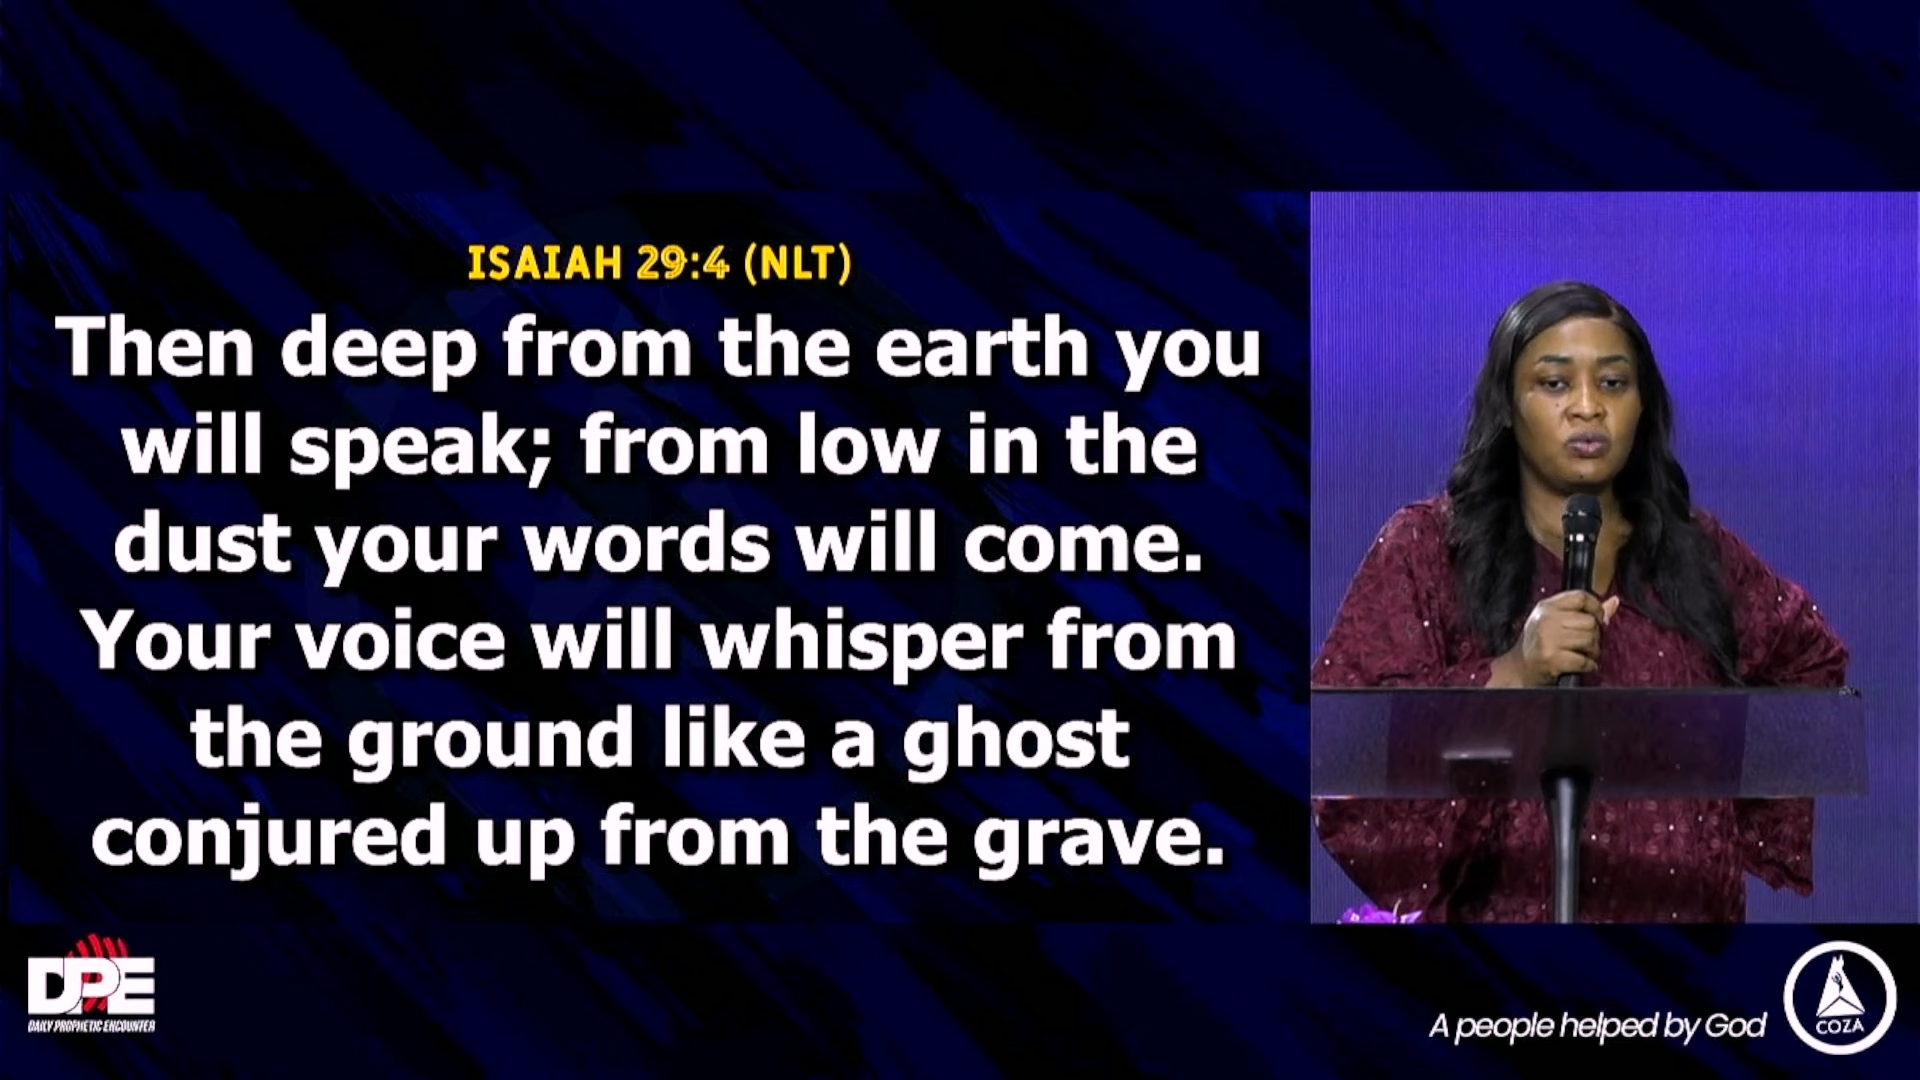 ISAIAH 29:4 (NLT)
Then deep from the earth you
will speak; from low in the
dust your words will come.
Your voice will whisper from
the ground like a ghost
conjured up from the grave.
DPE
DAILY PROPHETIC ENCOUNTER
A people helped by God
COZA